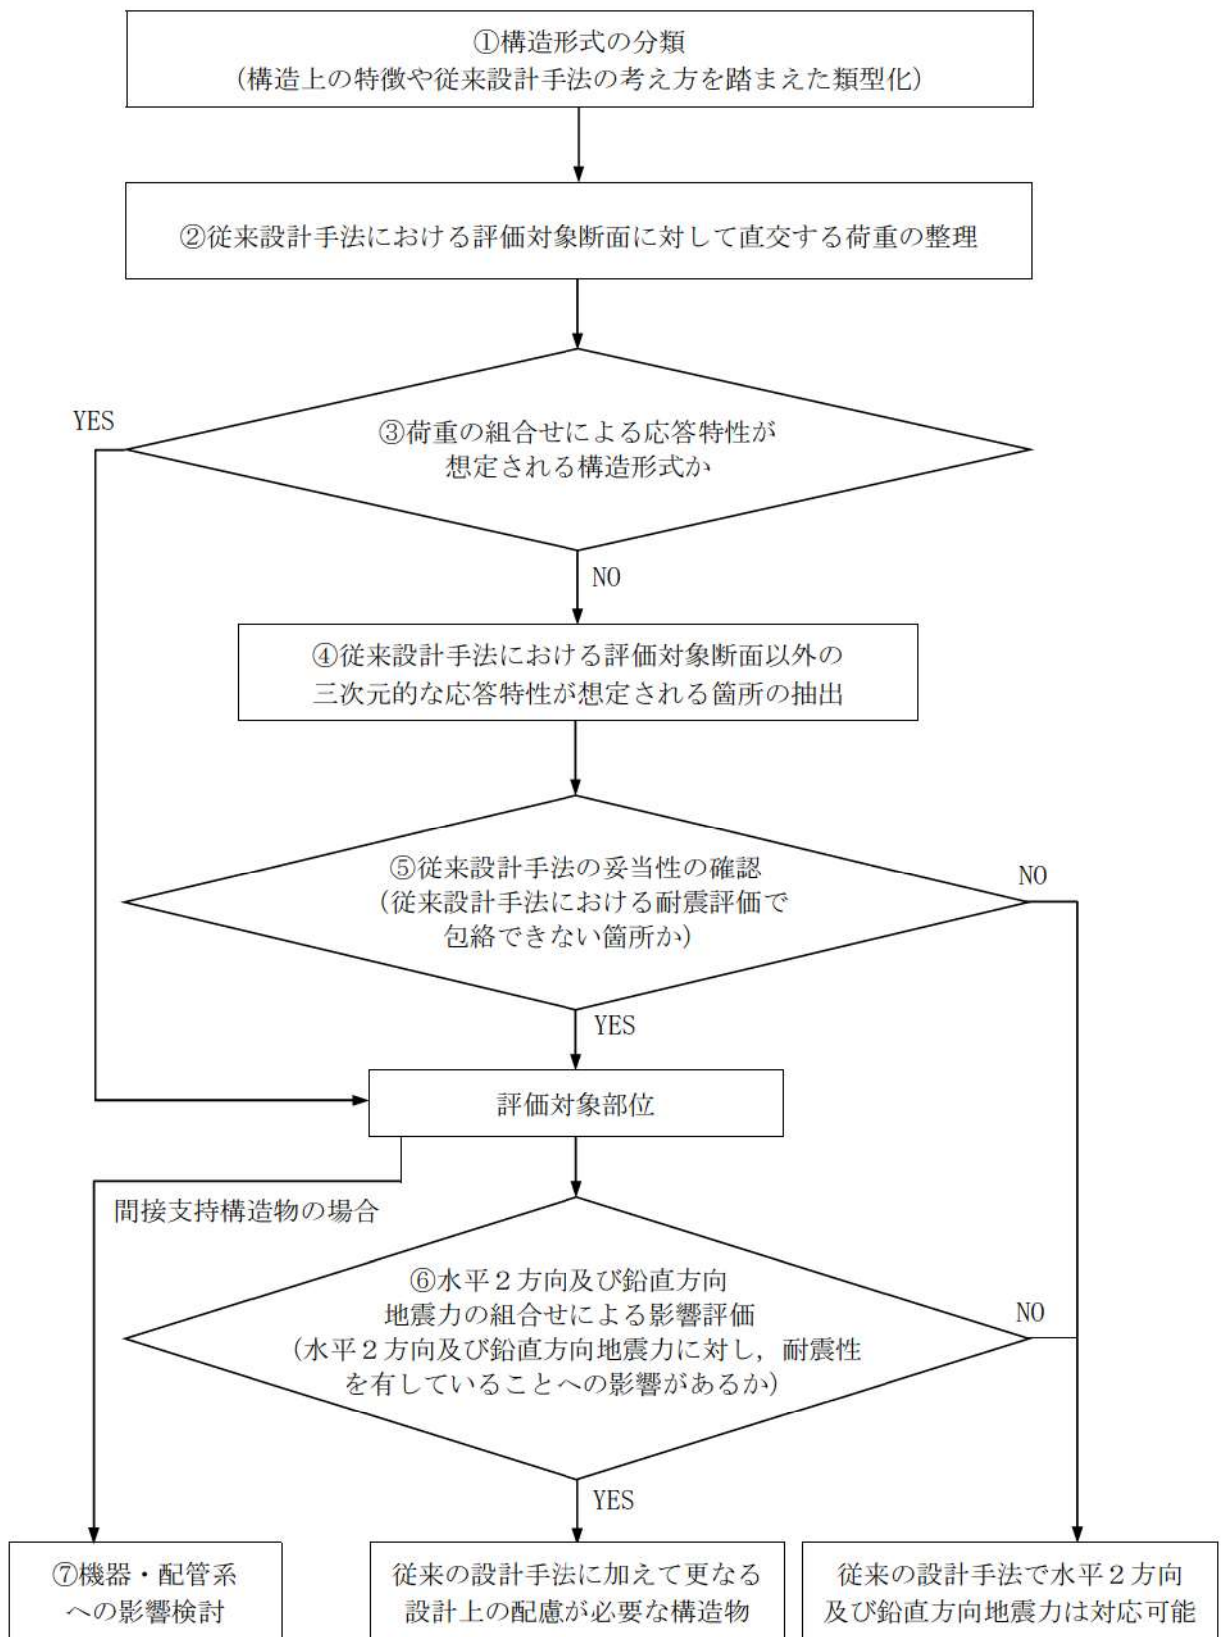 ①構造形式の分類
（構造上の特徴や従来設計手法の考え方を踏まえた類型化）
②従来設計手法における評価対象断面に対して直交する荷重の整理
YES
③荷重の組合せによる応答特性が
想定される構造形式か
NO
④従来設計手法における評価対象断面以外の
三次元的な応答特性が想定される箇所の抽出
⑤従来設計手法の妥当性の確認
（従来設計手法における耐震評価で
包絡できない箇所か）
NO
YES
評価対象部位
間接支持構造物の場合
⑥水平２方向及び鉛直方向
地震力の組合せによる影響評価
（水平２方向及び鉛直方向地震力に対し，耐震性
を有していることへの影響があるか）
NO
YES
⑦機器・配管系
への影響検討
従来の設計手法に加えて更なる
設計上の配慮が必要な構造物
従来の設計手法で水平２方向
及び鉛直方向地震力は対応可能